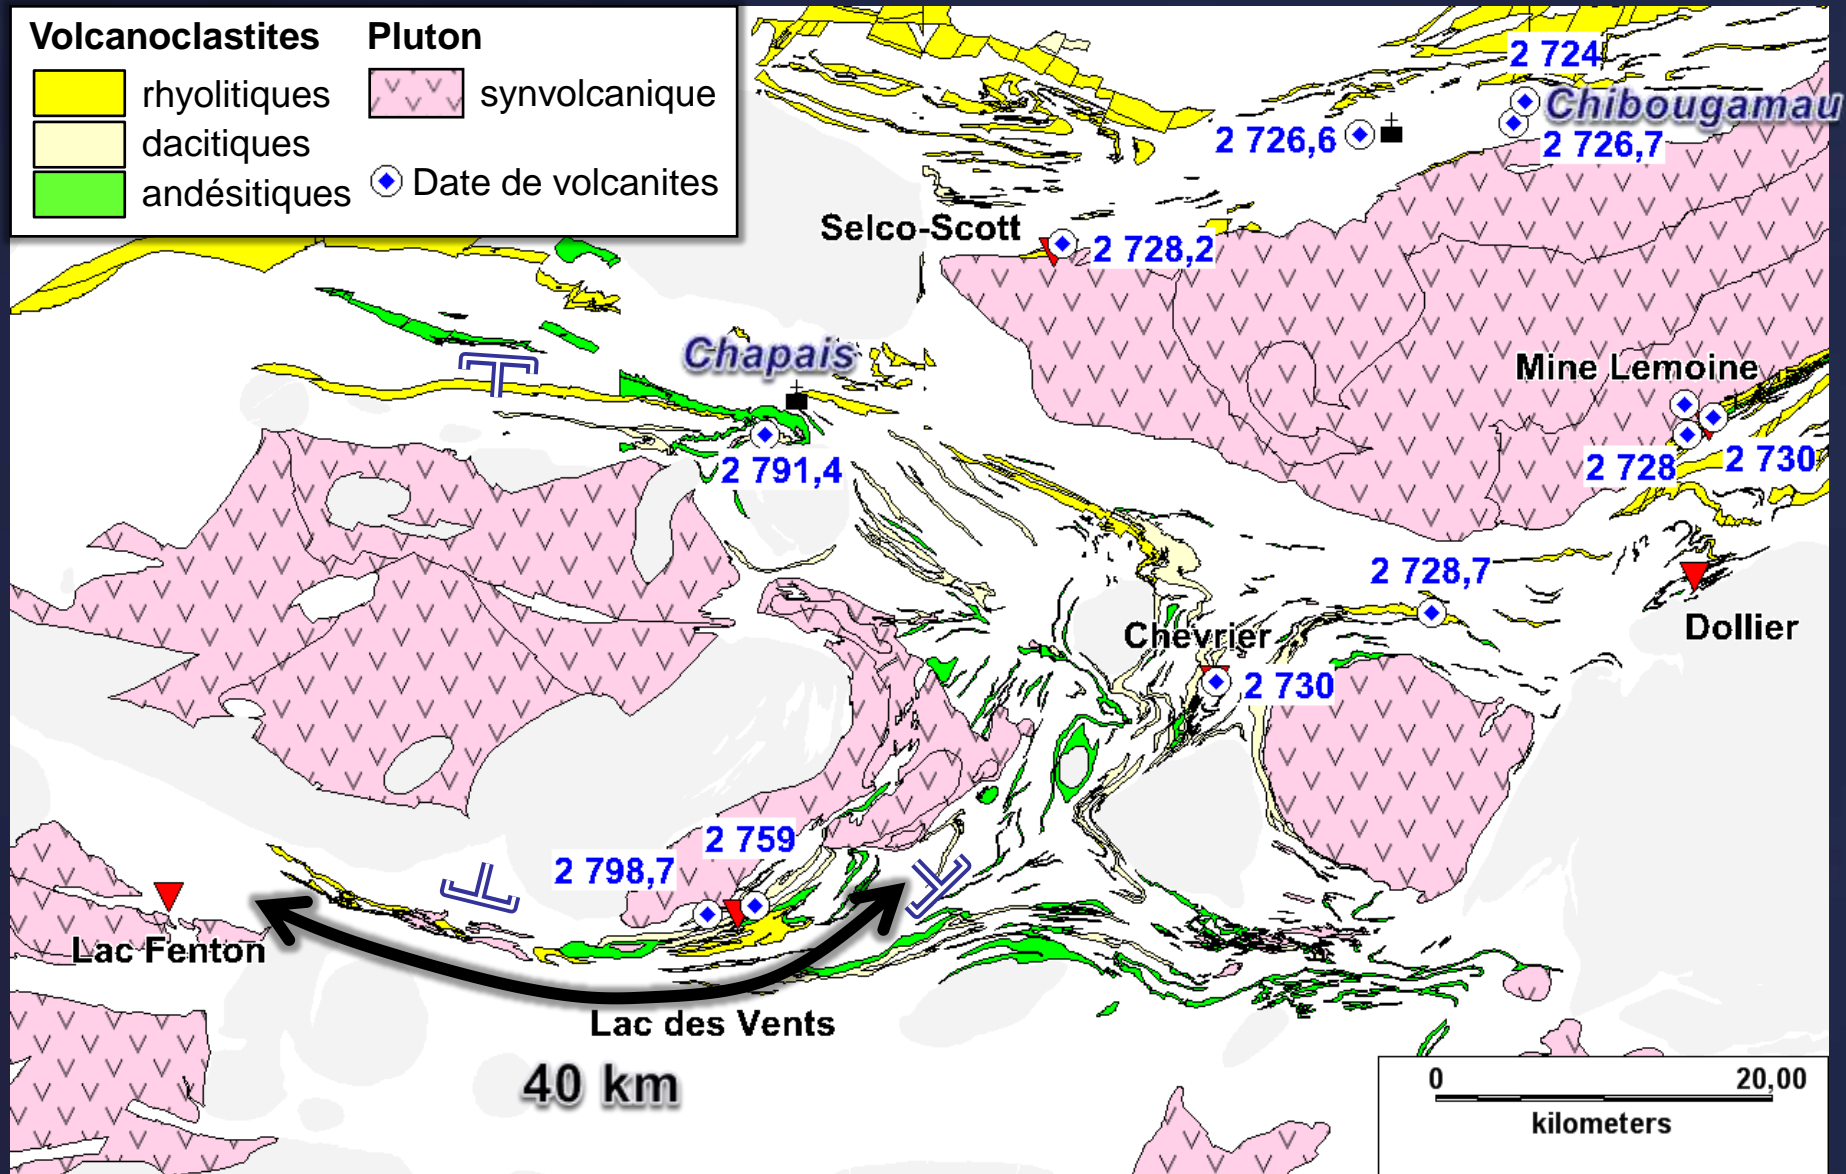 Volcanoclastites
Pluton
rhyolitiques
synvolcanique
dacitiques
andésitiques
Date de volcanites
2 724
Chibougamau
2 726,6
2 726,7
Selco-Scott
2 728,2
Chapais
Mine Lemoine
2 791,4
2 728
2 730
2 728,7
Chevrier
Dollier
2 730
2 759
2 798,7
Lac Fenton
Lac des Vents
40 km
0
20,00
kilometers